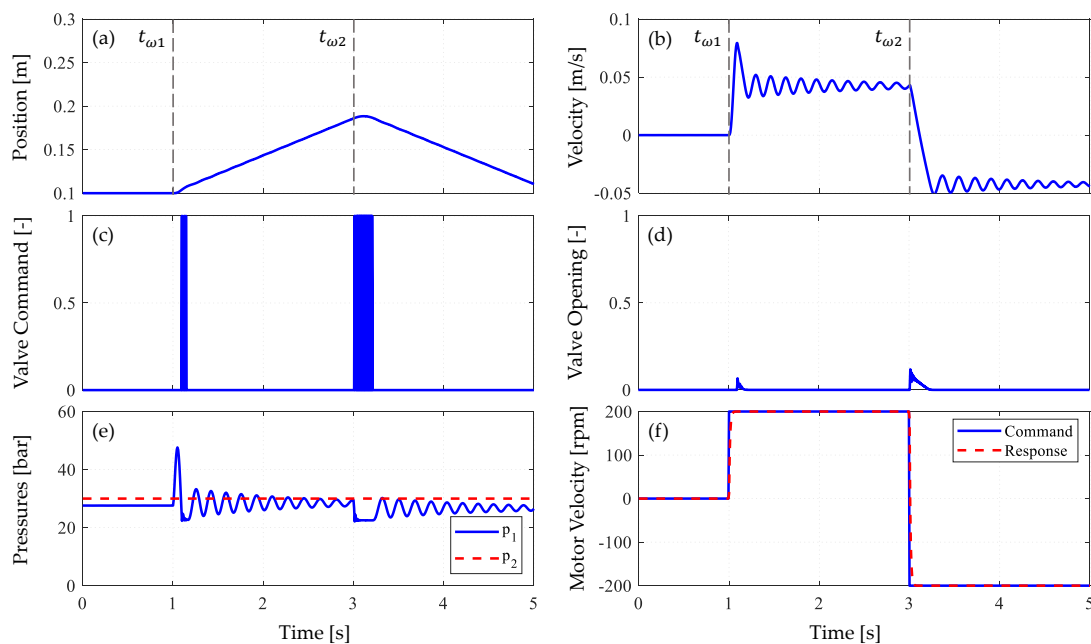 0.3
0.25
0.2
0.15
0.1
Position [m]
(a)
tω1
tω2
0.1
0.05
0
-0.05
Velocity [m/s]
(b)
tω1
tω2
1
0.5
0
Valve Command [-]
(c)
1
0.5
0
Valve Opening [-]
(d)
60
40
20
0
Pressures [bar]
(e)
p1
p2
0 1 2 3 4 5
Time [s]
200
100
0
-100
-200
Motor Velocity [rpm]
(f)
Command
Response
0 1 2 3 4 5
Time [s]